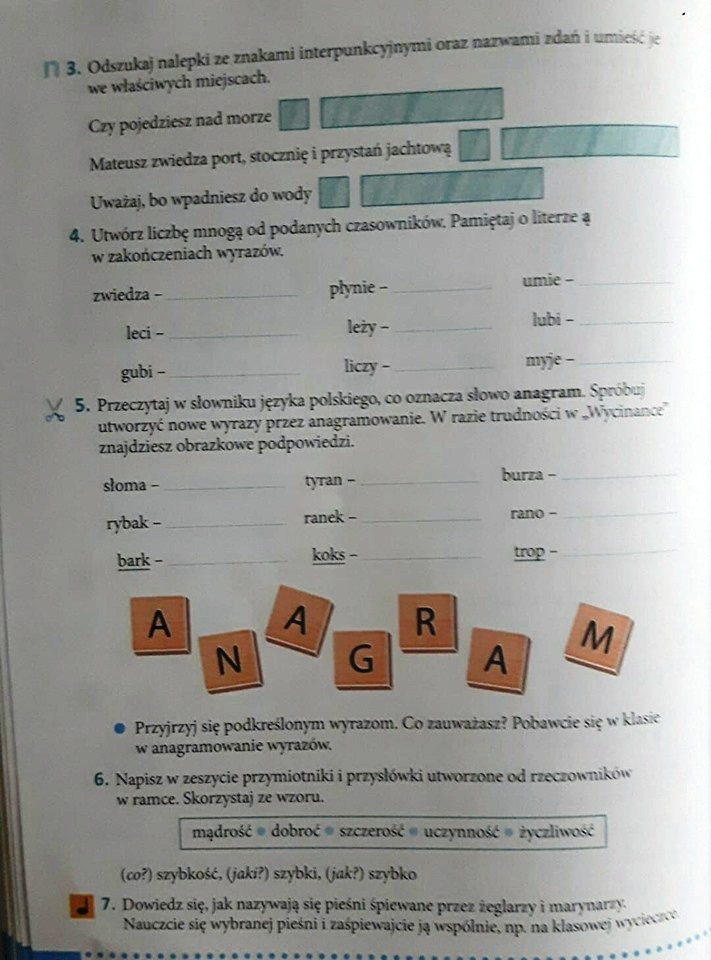 3. Odszukaj nalepki ze znakami interpunkcyjnymi oraz nazwami zdań i umieść je
we właściwych miejscach.
Czy pojedziesz nad morze
Mateusz zwiedza port, stocznię i przystań jachtową
Uważaj, bo wpadniesz do wody
4. Utwórz liczbę mnogą od podanych czasowników. Pamiętaj o literze ą
w zakończeniach wyrazów.
zwiedza – płynie – umie –
leci – leży – lubi –
gubi – liczy – myje –
5. Przeczytaj w słowniku języka polskiego, co oznacza słowo anagram. Spróbuj
utworzyć nowe wyrazy przez anagramowanie. W razie trudności w „Wycinance”
znajdziesz obrazkowe podpowiedzi.
słoma – tyran – burza –
rybak – ranek – rano –
bark – koks – trop –
A N A G R A M
• Przyjrzyj się podkreślonym wyrazom. Co zauważasz? Pobawcie się w klasie
w anagramowanie wyrazów.
6. Napisz w zeszycie przymiotniki i przysłówki utworzone od rzeczowników
w ramce. Skorzystaj ze wzoru.
mądrość • dobroć • szczerość • uczynność • życzliwość
(co?) szybkość, (jaki?) szybki, (jak?) szybko
7. Dowiedz się, jak nazywają się pieśni śpiewane przez żeglarzy i marynarzy.
Nauczcie się wybranej pieśni i zaśpiewajcie ją wspólnie, np. na klasowej wycieczce.